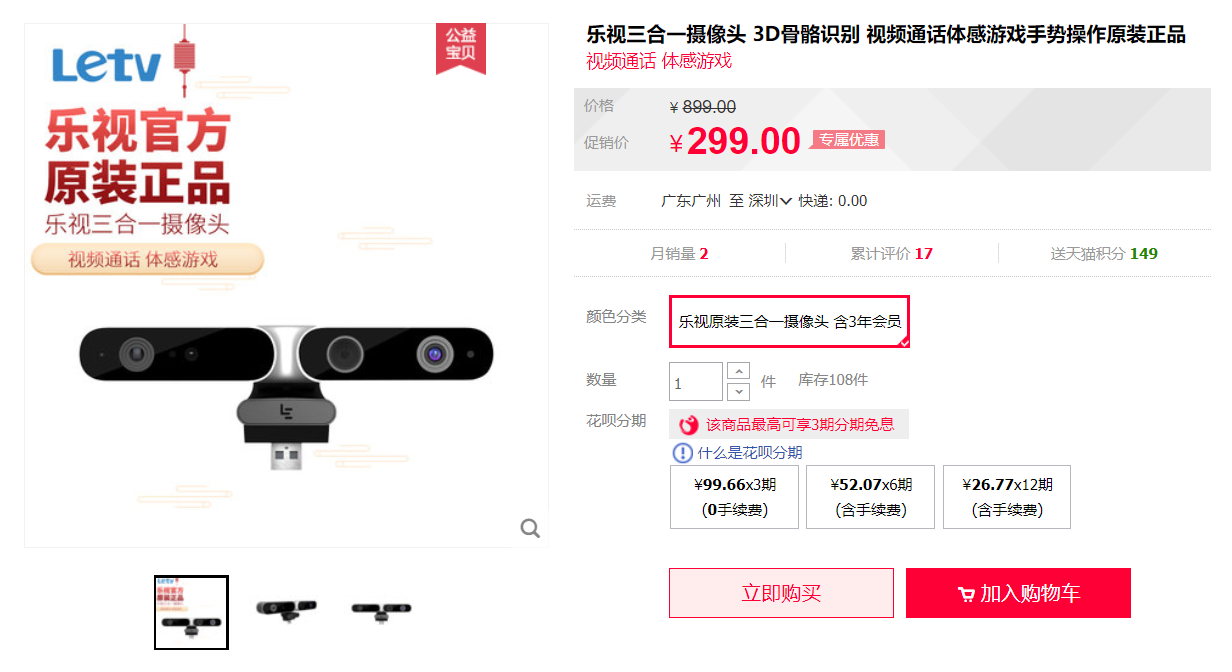 Letv
公益
宝贝
乐视官方
原装正品
乐视三合一摄像头
视频通话 体感游戏
乐视三合一摄像头 3D骨骼识别 视频通话体感游戏手势操作原装正品
视频通话 体感游戏
价格 ¥ 899.00
促销价 ¥ 299.00 专属优惠
运费 广东广州 至 深圳 快递: 0.00
月销量 2 累计评价 17 送天猫积分 149
颜色分类 乐视原装三合一摄像头 含3年会员
数量 1 件 库存108件
花呗分期 该商品最高可享3期分期免息
什么是花呗分期
¥99.66x3期 ¥52.07x6期 ¥26.77x12期
(0手续费) (含手续费) (含手续费)
立即购买 加入购物车
Letv
乐视官方
原装正品